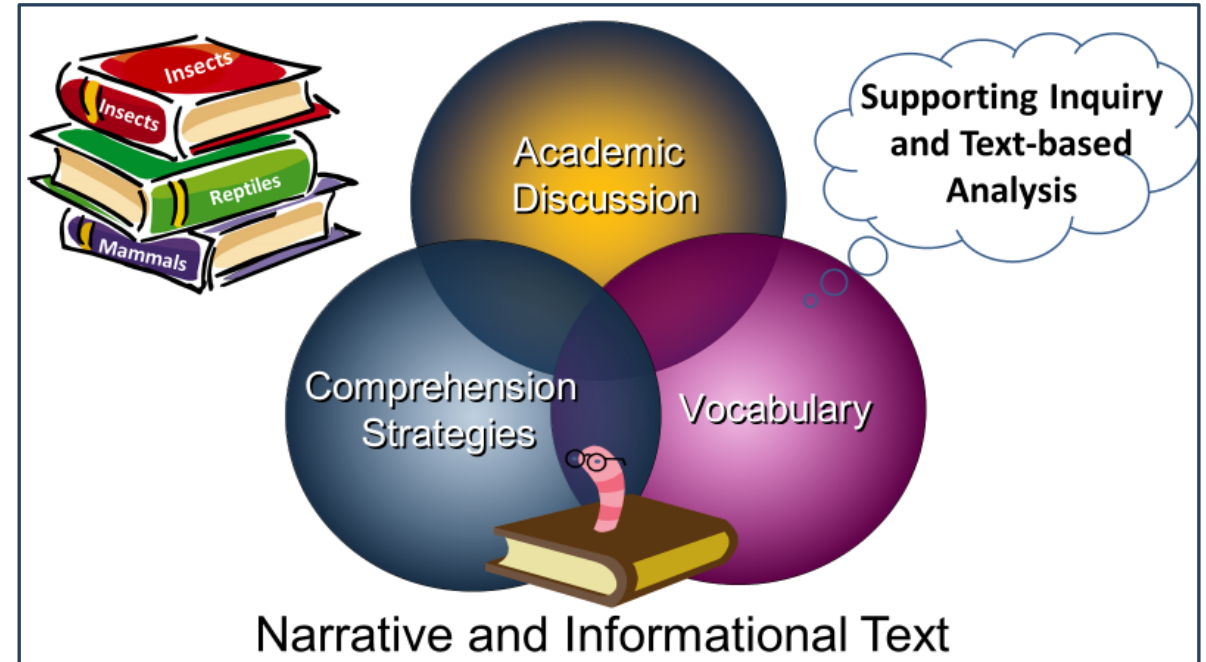 Insects
Insects
Reptiles
Mammals
Academic
Discussion
Supporting Inquiry
and Text-based
Analysis
Comprehension
Strategies
Vocabulary
Narrative and Informational Text